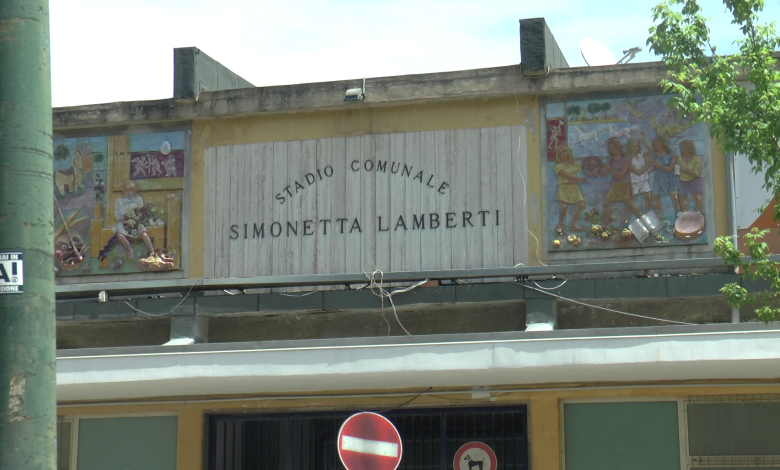 STADIO COMUNALE
SIMONETTA LAMBERTI